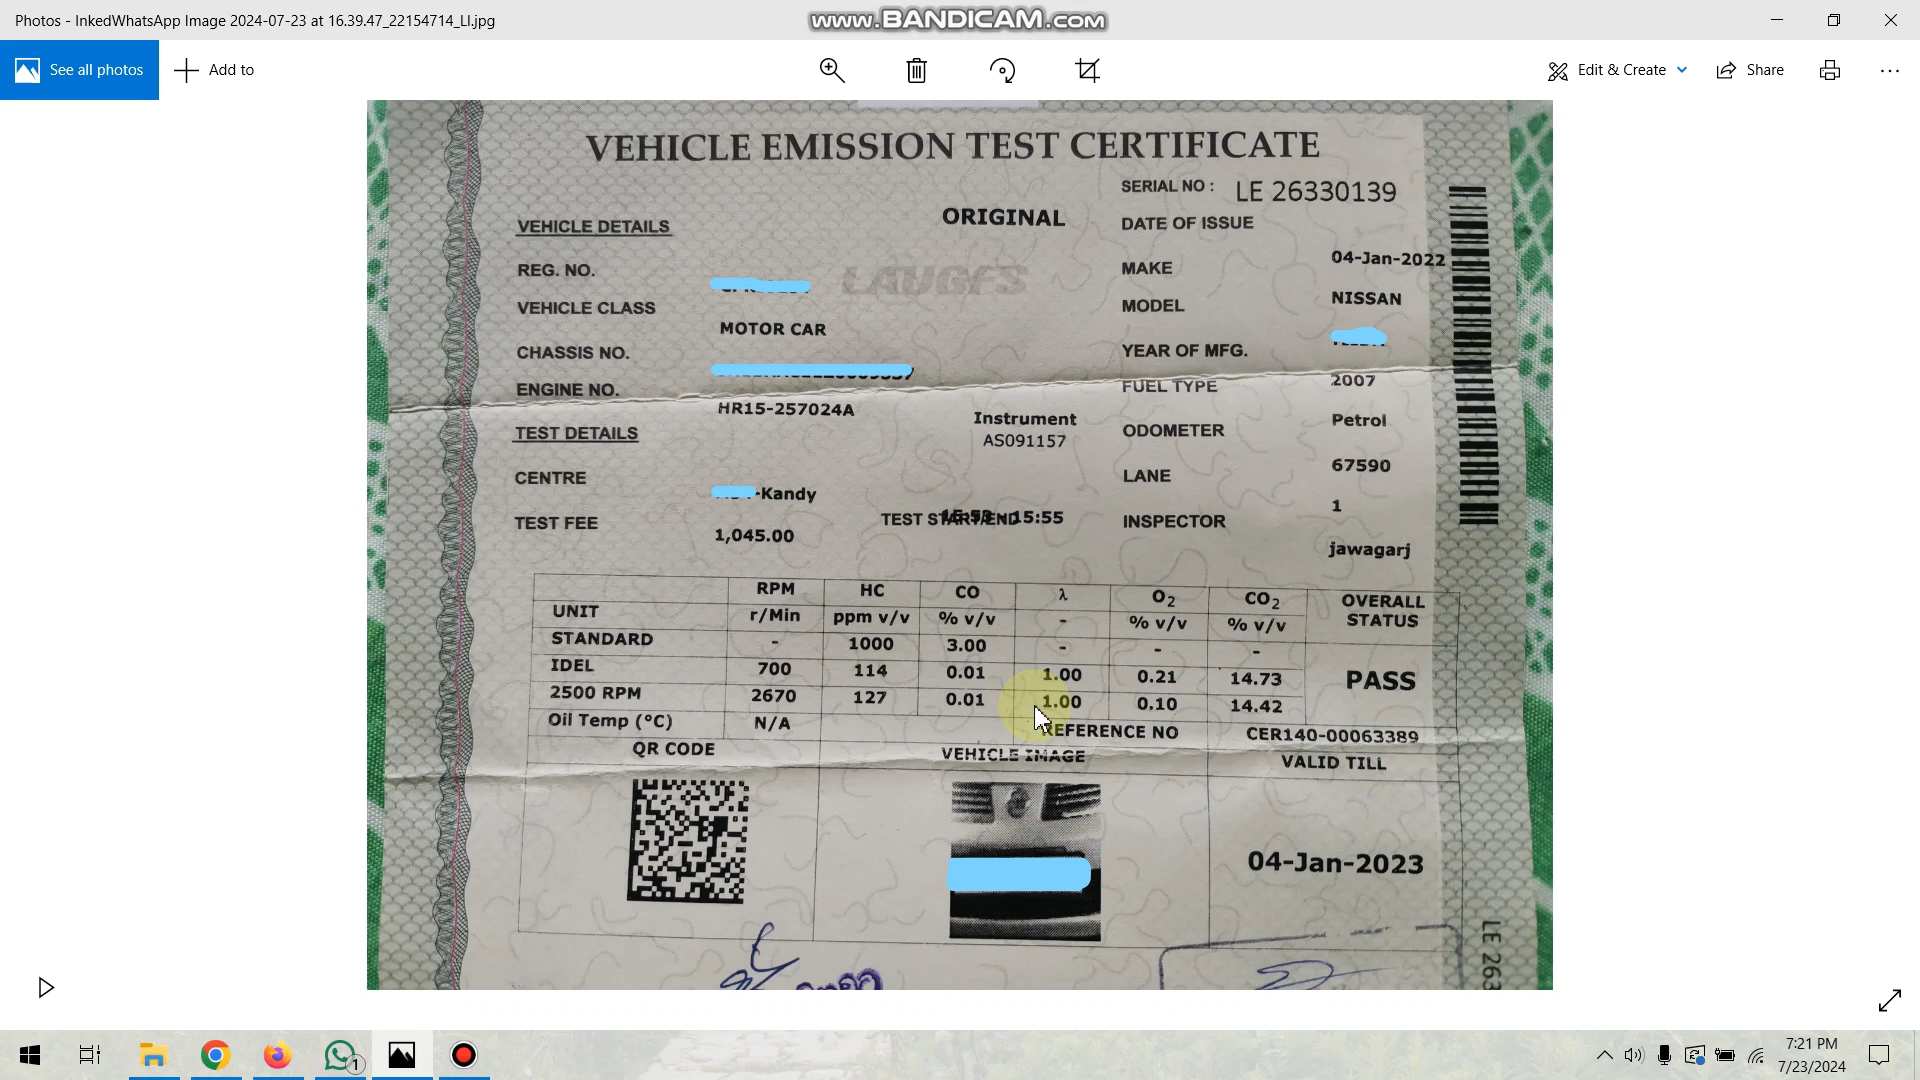 Photos - InkedWhatsApp Image 2024-07-23 at 16.39.47_22154714_LI.jpg
www.BANDICAM.com
See all photos
Add to
Edit & Create
Share
VEHICLE EMISSION TEST CERTIFICATE
SERIAL NO : LE 26330139
ORIGINAL
DATE OF ISSUE
04-Jan-2022
VEHICLE DETAILS
REG. NO.
LAUGFS
MAKE
NISSAN
VEHICLE CLASS
MOTOR CAR
MODEL
CHASSIS NO.
YEAR OF MFG.
2007
ENGINE NO.
HR15-257024A
FUEL TYPE
Petrol
Instrument
AS091157
TEST DETAILS
ODOMETER
67590
CENTRE
-Kandy
LANE
1
TEST FEE
1,045.00
TEST START/END
15:53 - 15:55
INSPECTOR
jawagarj
RPM HC CO λ O2 CO2 OVERALL STATUS
UNIT r/Min ppm v/v % v/v - % v/v % v/v
STANDARD - 1000 3.00 - - -
IDEL 700 114 0.01 1.00 0.21 14.73 PASS
2500 RPM 2670 127 0.01 1.00 0.10 14.42
Oil Temp (°C) N/A
REFERENCE NO CER140-00063389
QR CODE VEHICLE IMAGE VALID TILL
04-Jan-2023
LE 263
1
7:21 PM
7/23/2024